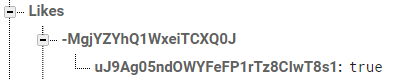 Likes
-MgjYZYhQ1WxeiTCXQ0J
uJ9Ag05ndOWYFeFP1rTz8ClwT8s1: true